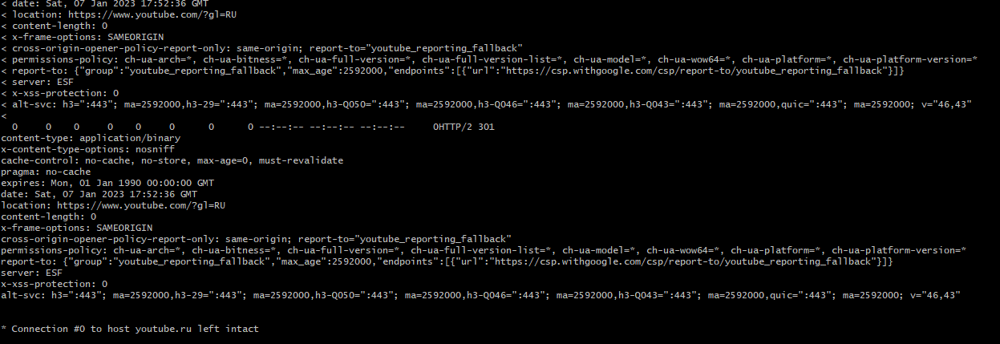 < date: Sat, 07 Jan 2023 17:52:36 GMT
< location: https://www.youtube.com/?gl=RU
< content-length: 0
< x-frame-options: SAMEORIGIN
< cross-origin-opener-policy-report-only: same-origin; report-to="youtube_reporting_fallback"
< permissions-policy: ch-ua-arch=*, ch-ua-bitness=*, ch-ua-full-version=*, ch-ua-full-version-list=*, ch-ua-model=*, ch-ua-wow64=*, ch-ua-platform=*, ch-ua-platform-version=*
< report-to: {"group":"youtube_reporting_fallback","max_age":2592000,"endpoints":[{"url":"https://csp.withgoogle.com/csp/report-to/youtube_reporting_fallback"}]}
< server: ESF
< x-xss-protection: 0
< alt-svc: h3=":443"; ma=2592000,h3-29=":443"; ma=2592000,h3-Q050=":443"; ma=2592000,h3-Q046=":443"; ma=2592000,h3-Q043=":443"; ma=2592000,quic=":443"; ma=2592000; v="46,43"
<
0 0 0 0 0 0 0 0 --:--:-- --:--:-- --:--:-- 0HTTP/2 301
content-type: application/binary
x-content-type-options: nosniff
cache-control: no-cache, no-store, max-age=0, must-revalidate
pragma: no-cache
expires: Mon, 01 Jan 1990 00:00:00 GMT
date: Sat, 07 Jan 2023 17:52:36 GMT
location: https://www.youtube.com/?gl=RU
content-length: 0
x-frame-options: SAMEORIGIN
cross-origin-opener-policy-report-only: same-origin; report-to="youtube_reporting_fallback"
permissions-policy: ch-ua-arch=*, ch-ua-bitness=*, ch-ua-full-version=*, ch-ua-full-version-list=*, ch-ua-model=*, ch-ua-wow64=*, ch-ua-platform=*, ch-ua-platform-version=*
report-to: {"group":"youtube_reporting_fallback","max_age":2592000,"endpoints":[{"url":"https://csp.withgoogle.com/csp/report-to/youtube_reporting_fallback"}]}
server: ESF
x-xss-protection: 0
alt-svc: h3=":443"; ma=2592000,h3-29=":443"; ma=2592000,h3-Q050=":443"; ma=2592000,h3-Q046=":443"; ma=2592000,h3-Q043=":443"; ma=2592000,quic=":443"; ma=2592000; v="46,43"
* Connection #0 to host youtube.ru left intact